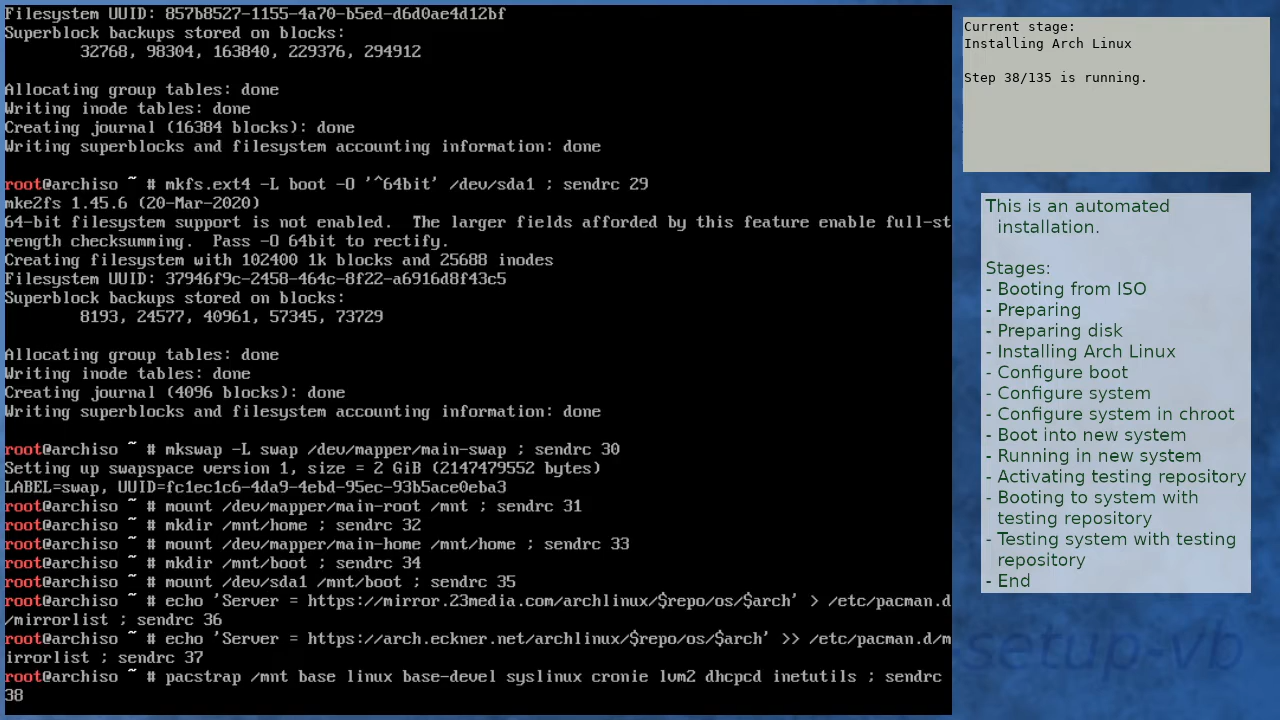 Filesystem UUID: 857b8527-1155-4a70-b5ed-d6d0ae4d12bf
Superblock backups stored on blocks:
32768, 98304, 163840, 229376, 294912
Allocating group tables: done
Writing inode tables: done
Creating journal (16384 blocks): done
Writing superblocks and filesystem accounting information: done
root@archiso ~ # mkfs.ext4 -L boot -O '^64bit' /dev/sda1 ; sendrc 29
mke2fs 1.45.6 (20-Mar-2020)
64-bit filesystem support is not enabled.  The larger fields afforded by this feature enable full-st
rength checksumming.  Pass -O 64bit to rectify.
Creating filesystem with 102400 1k blocks and 25688 inodes
Filesystem UUID: 37946f9c-2458-464c-8f22-a6916d8f43c5
Superblock backups stored on blocks:
8193, 24577, 40961, 57345, 73729
Allocating group tables: done
Writing inode tables: done
Creating journal (4096 blocks): done
Writing superblocks and filesystem accounting information: done
root@archiso ~ # mkswap -L swap /dev/mapper/main-swap ; sendrc 30
Setting up swapspace version 1, size = 2 GiB (2147479552 bytes)
LABEL=swap, UUID=fc1ec1c6-4da9-4ebd-95ec-93b5ace0eba3
root@archiso ~ # mount /dev/mapper/main-root /mnt ; sendrc 31
root@archiso ~ # mkdir /mnt/home ; sendrc 32
root@archiso ~ # mount /dev/mapper/main-home /mnt/home ; sendrc 33
root@archiso ~ # mkdir /mnt/boot ; sendrc 34
root@archiso ~ # mount /dev/sda1 /mnt/boot ; sendrc 35
root@archiso ~ # echo 'Server = https://mirror.23media.com/archlinux/$repo/os/$arch' > /etc/pacman.d
/mirrorlist ; sendrc 36
root@archiso ~ # echo 'Server = https://arch.eckner.net/archlinux/$repo/os/$arch' >> /etc/pacman.d/m
irrorlist ; sendrc 37
root@archiso ~ # pacstrap /mnt base linux base-devel syslinux cronie lvm2 dhcpcd inetutils ; sendrc
38
Current stage:
Installing Arch Linux
Step 38/135 is running.
This is an automated
installation.
Stages:
- Booting from ISO
- Preparing
- Preparing disk
- Installing Arch Linux
- Configure boot
- Configure system
- Configure system in chroot
- Boot into new system
- Running in new system
- Activating testing repository
- Booting to system with
testing repository
- Testing system with testing
repository
- End
setup-vb